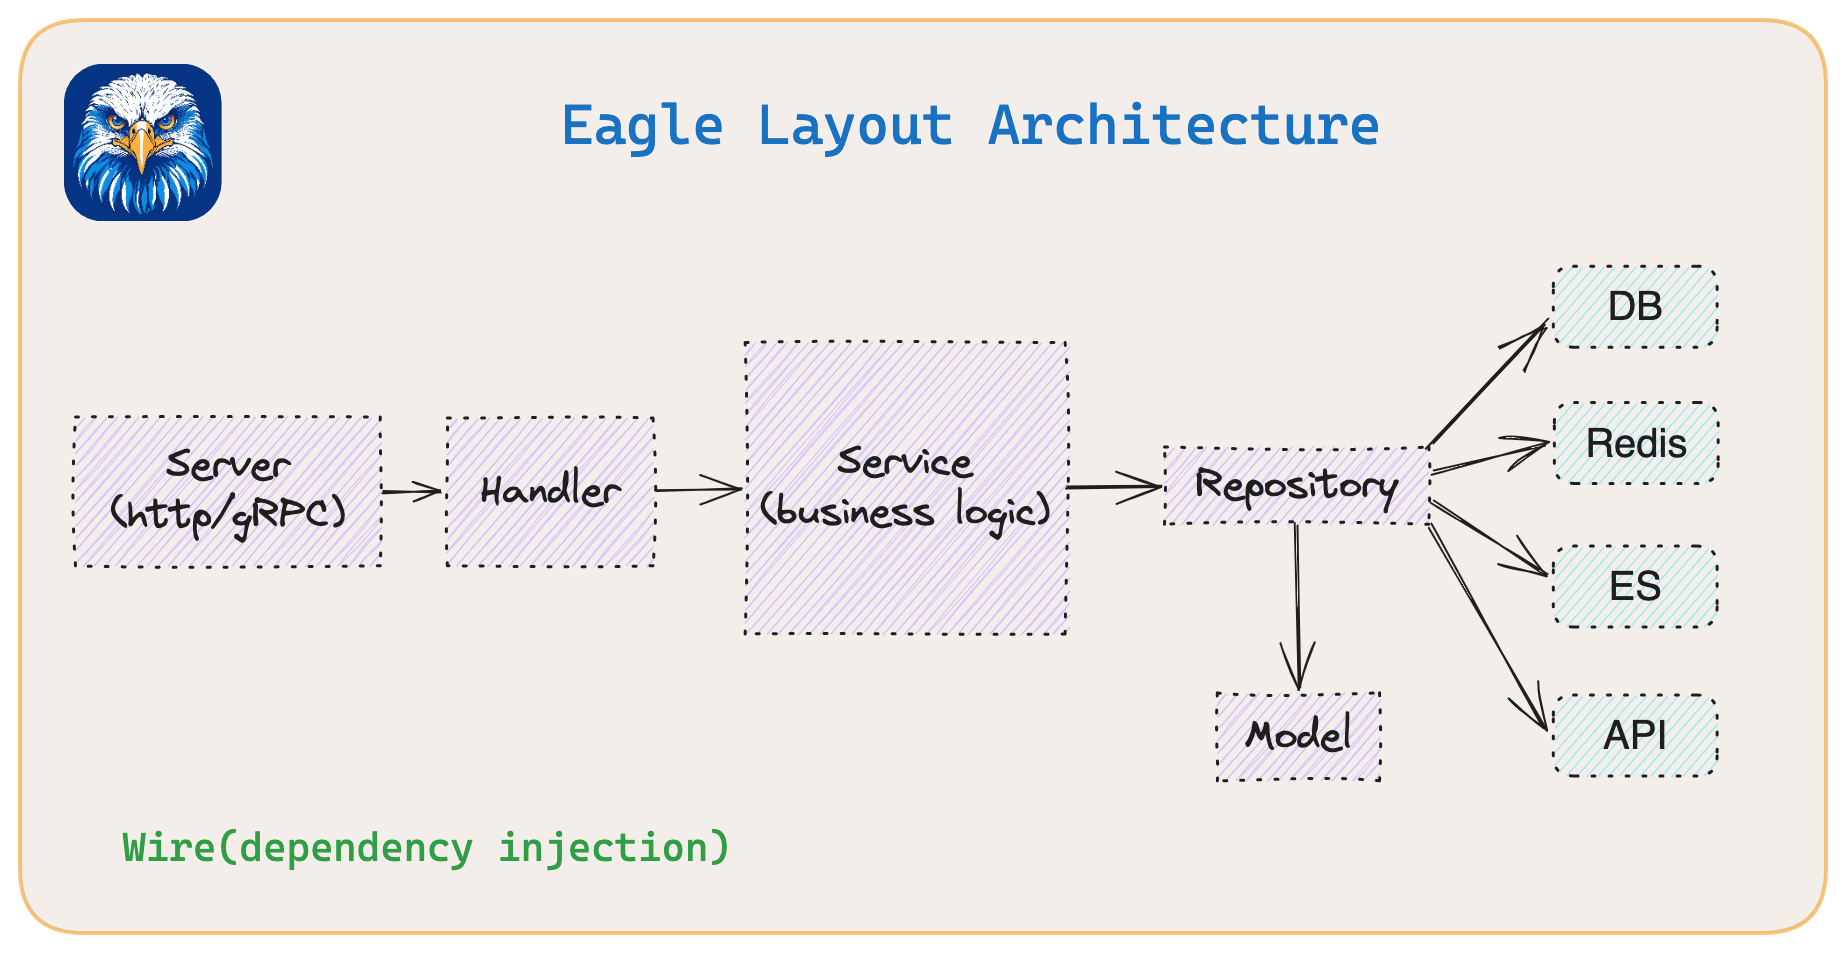 Eagle Layout Architecture
Server
(http/gRPC)
Handler
Service
(business logic)
Repository
Model
DB
Redis
ES
API
Wire(dependency injection)